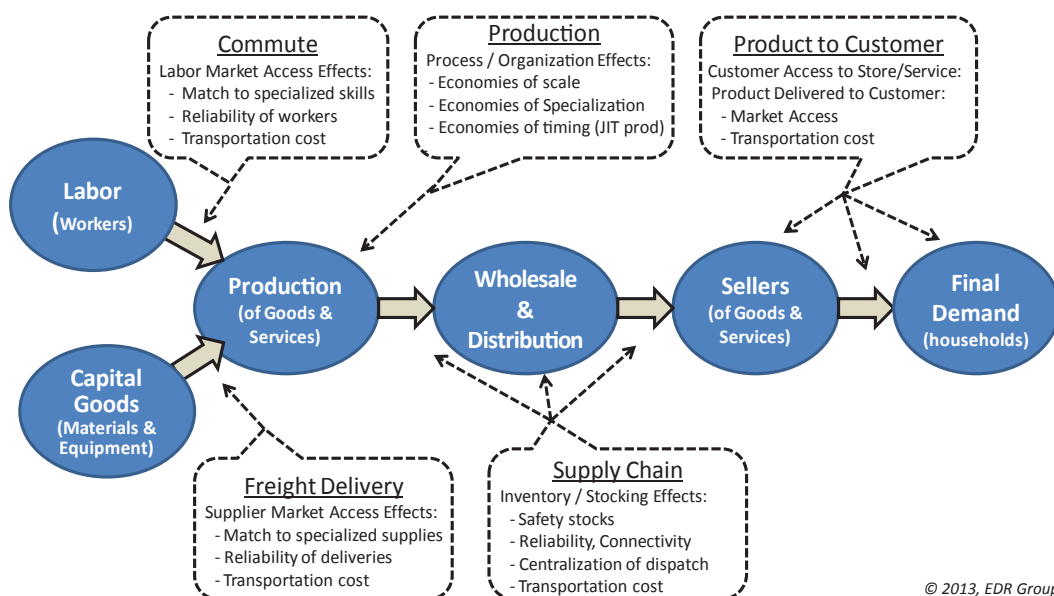 Commute
Labor Market Access Effects:
- Match to specialized skills
- Reliability of workers
- Transportation cost
Production
Process / Organization Effects:
- Economies of scale
- Economies of Specialization
- Economies of timing (JIT prod)
Product to Customer
Customer Access to Store/Service:
Product Delivered to Customer:
- Market Access
- Transportation cost
Labor
(Workers)
Production
(of Goods &
Services)
Wholesale
&
Distribution
Sellers
(of Goods &
Services)
Final
Demand
(households)
Capital
Goods
(Materials &
Equipment)
Freight Delivery
Supplier Market Access Effects:
- Match to specialized supplies
- Reliability of deliveries
- Transportation cost
Supply Chain
Inventory / Stocking Effects:
- Safety stocks
- Reliability, Connectivity
- Centralization of dispatch
- Transportation cost
© 2013, EDR Group